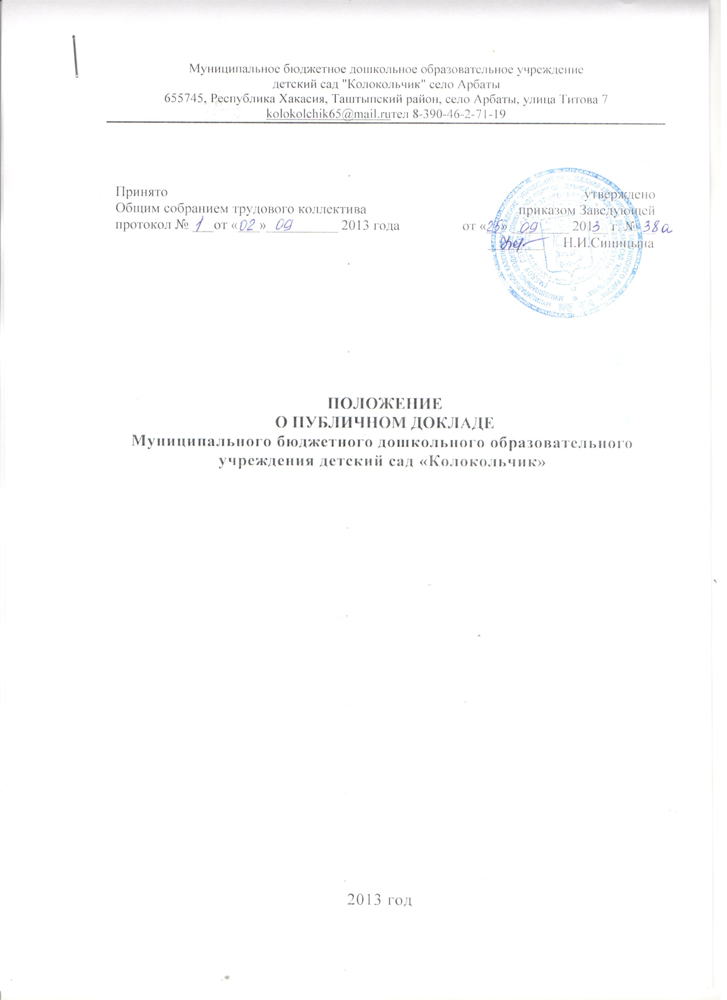 Муниципальное бюджетное дошкольное образовательное учреждение
детский сад "Колокольчик" село Арбаты
655745, Республика Хакасия, Таштыпский район, село Арбаты, улица Титова 7
kolokolchik65@mail.ruтел 8-390-46-2-71-19
Принято
Общим собранием трудового коллектива
протокол № 1 от «02» 09 2013 года
утверждено
приказом Заведующей
от «25» 09 2013 г. № 38а
Н.И.Синицына
ПОЛОЖЕНИЕ
О ПУБЛИЧНОМ ДОКЛАДЕ
Муниципального бюджетного дошкольного образовательного
учреждения детский сад «Колокольчик»
2013 год